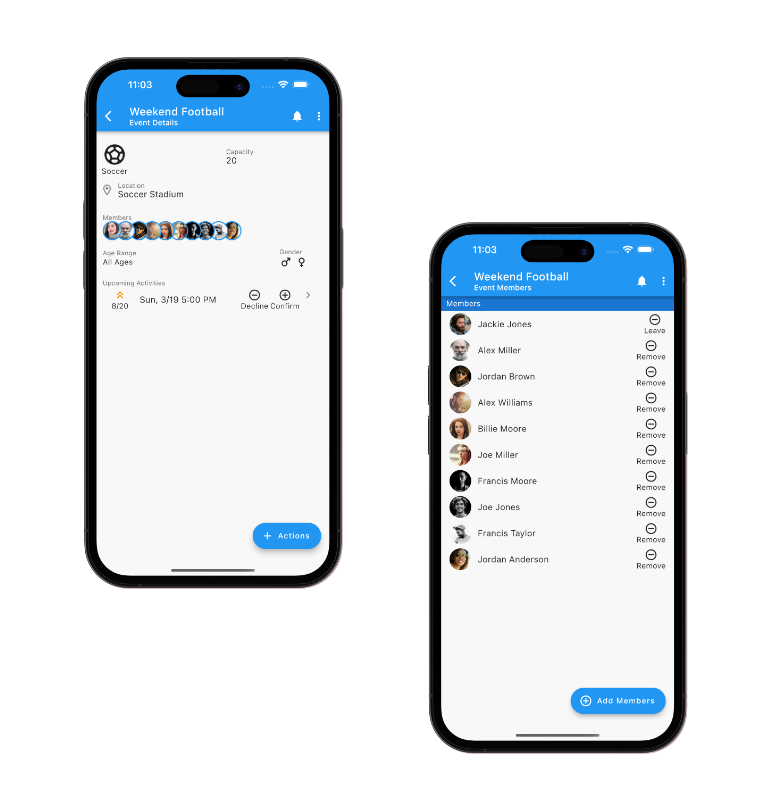 11:03
Weekend Football
Event Details
Soccer
Capacity
20
Location
Soccer Stadium
Members
Age Range
All Ages
Gender
Upcoming Activities
8/20
Sun, 3/19 5:00 PM
Decline Confirm
+ Actions
11:03
Weekend Football
Event Members
Members
Jackie Jones
Leave
Alex Miller
Remove
Jordan Brown
Remove
Alex Williams
Remove
Billie Moore
Remove
Joe Miller
Remove
Francis Moore
Remove
Joe Jones
Remove
Francis Taylor
Remove
Jordan Anderson
Remove
Add Members